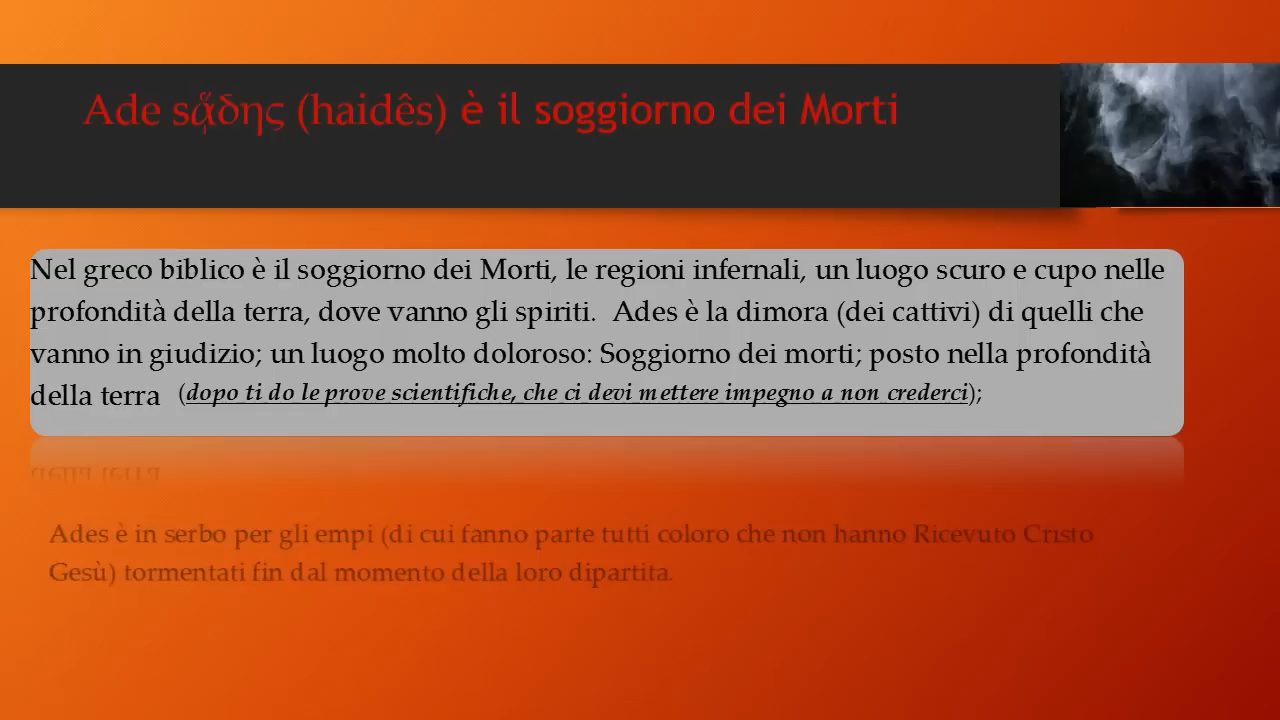 Ade sᾅδης (haidês) è il soggiorno dei Morti
Nel greco biblico è il soggiorno dei Morti, le regioni infernali, un luogo scuro e cupo nelle
profondità della terra, dove vanno gli spiriti. Ades è la dimora (dei cattivi) di quelli che
vanno in giudizio; un luogo molto doloroso: Soggiorno dei morti; posto nella profondità
della terra (dopo ti do le prove scientifiche, che ci devi mettere impegno a non crederci);
Ades è in serbo per gli empi (di cui fanno parte tutti coloro che non hanno Ricevuto Cristo
Gesù) tormentati fin dal momento della loro dipartita.